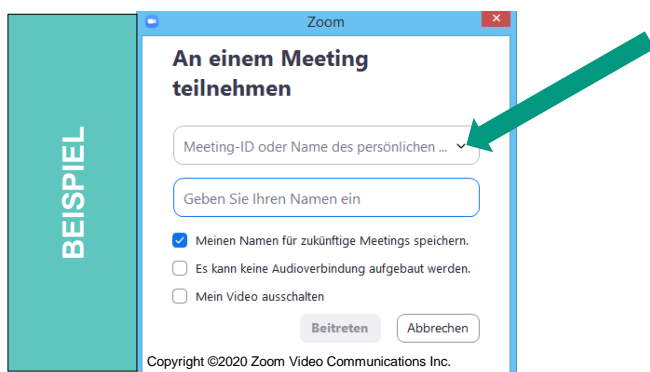 BEISPIEL
Zoom
An einem Meeting
teilnehmen
Meeting-ID oder Name des persönlichen ...
Geben Sie Ihren Namen ein
Meinen Namen für zukünftige Meetings speichern.
Es kann keine Audioverbindung aufgebaut werden.
Mein Video ausschalten
Beitreten Abbrechen
Copyright ©2020 Zoom Video Communications Inc.